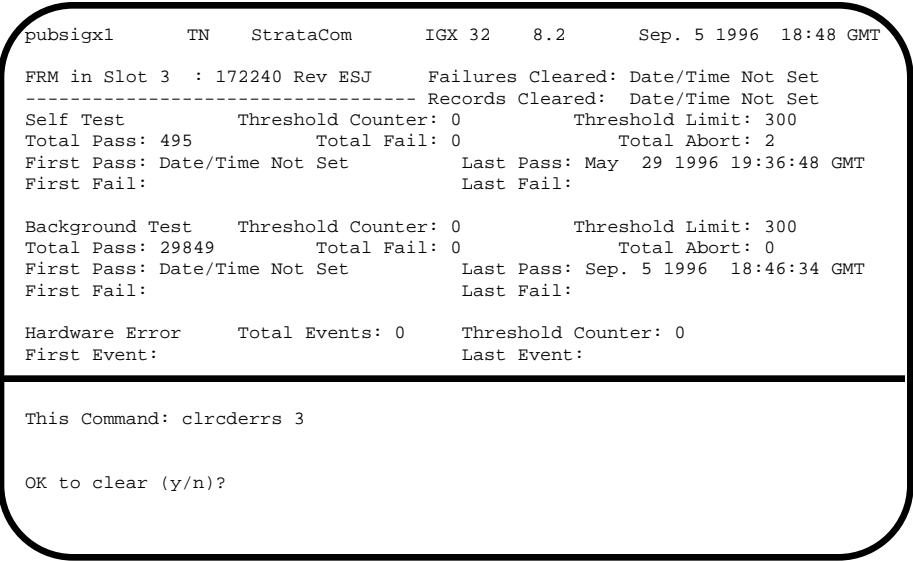 pubsigx1 TN StrataCom IGX 32 8.2 Sep. 5 1996 18:48 GMT
FRM in Slot 3 : 172240 Rev ESJ Failures Cleared: Date/Time Not Set
----------------------------------- Records Cleared: Date/Time Not Set
Self Test Threshold Counter: 0 Threshold Limit: 300
Total Pass: 495 Total Fail: 0 Total Abort: 2
First Pass: Date/Time Not Set Last Pass: May 29 1996 19:36:48 GMT
First Fail: Last Fail:
Background Test Threshold Counter: 0 Threshold Limit: 300
Total Pass: 29849 Total Fail: 0 Total Abort: 0
First Pass: Date/Time Not Set Last Pass: Sep. 5 1996 18:46:34 GMT
First Fail: Last Fail:
Hardware Error Total Events: 0 Threshold Counter: 0
First Event: Last Event:
This Command: clrcderrs 3
OK to clear (y/n)?